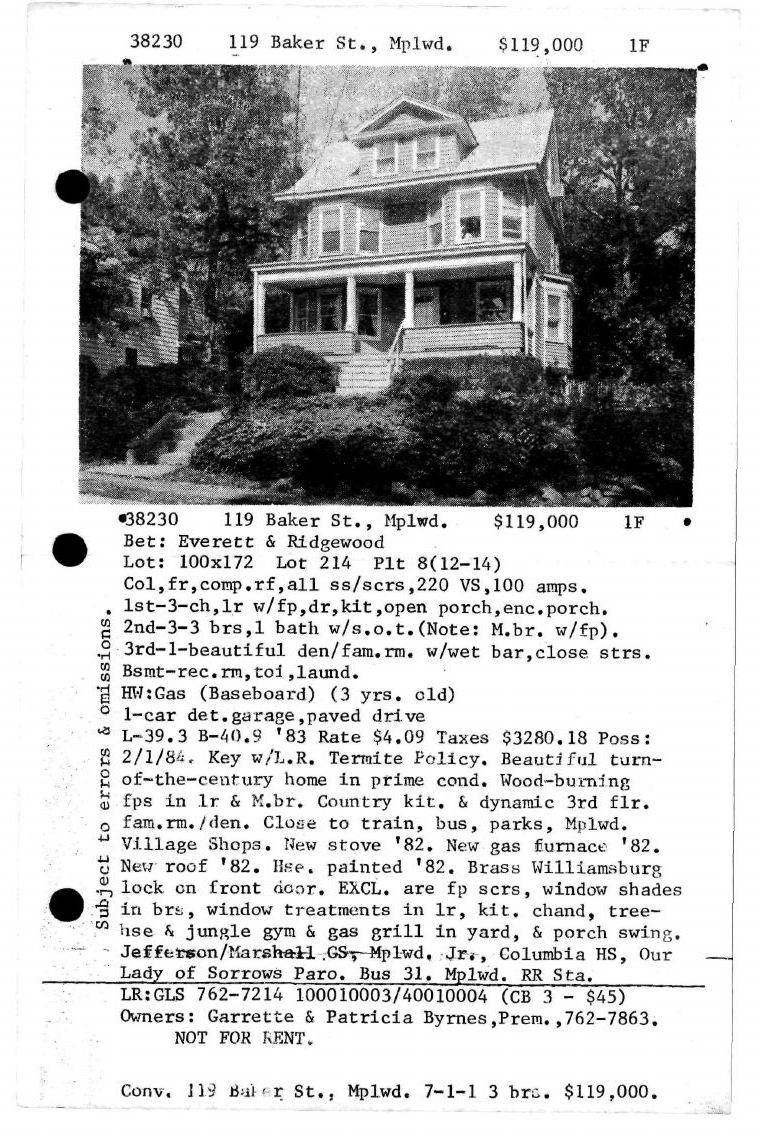 38230 119 Baker St., Mplwd. $119,000 1F
38230 119 Baker St., Mplwd. $119,000 1F
Bet: Everett & Ridgewood
Lot: 100x172 Lot 214 Plt 8(12-14)
Col,fr,comp.rf,all ss/scrs,220 VS,100 amps.
1st-3-ch,lr w/fp,dr,kit,open porch,enc.porch.
2nd-3-3 brs,1 bath w/s.o.t.(Note: M.br. w/fp).
3rd-1-beautiful den/fam.rm. w/wet bar,close strs.
Bsmt-rec.rm,toi,laund.
HW:Gas (Baseboard) (3 yrs. old)
1-car det.garage,paved drive
L-39.3 B-40.9 '83 Rate $4.09 Taxes $3280.18 Poss:
2/1/84. Key w/L.R. Termite Policy. Beautiful turn-
of-the-century home in prime cond. Wood-burning
fps in lr & M.br. Country kit. & dynamic 3rd flr.
fam.rm./den. Close to train, bus, parks, Mplwd.
Village Shops. New stove '82. New gas furnace '82.
New roof '82. Hse. painted '82. Brass Williamsburg
lock on front door. EXCL. are fp scrs, window shades
in brs, window treatments in lr, kit. chand, tree-
hse & jungle gym & gas grill in yard, & porch swing.
Jefferson/Marshall GS, Mplwd. Jr., Columbia HS, Our
Lady of Sorrows Paro. Bus 31. Mplwd. RR Sta.
LR:GLS 762-7214 100010003/40010004 (CB 3 - $45)
Owners: Garrette & Patricia Byrnes,Prem.,762-7863.
NOT FOR RENT.
Conv. 119 Baker St., Mplwd. 7-1-1 3 brs. $119,000.
Subject to errors & omissions.